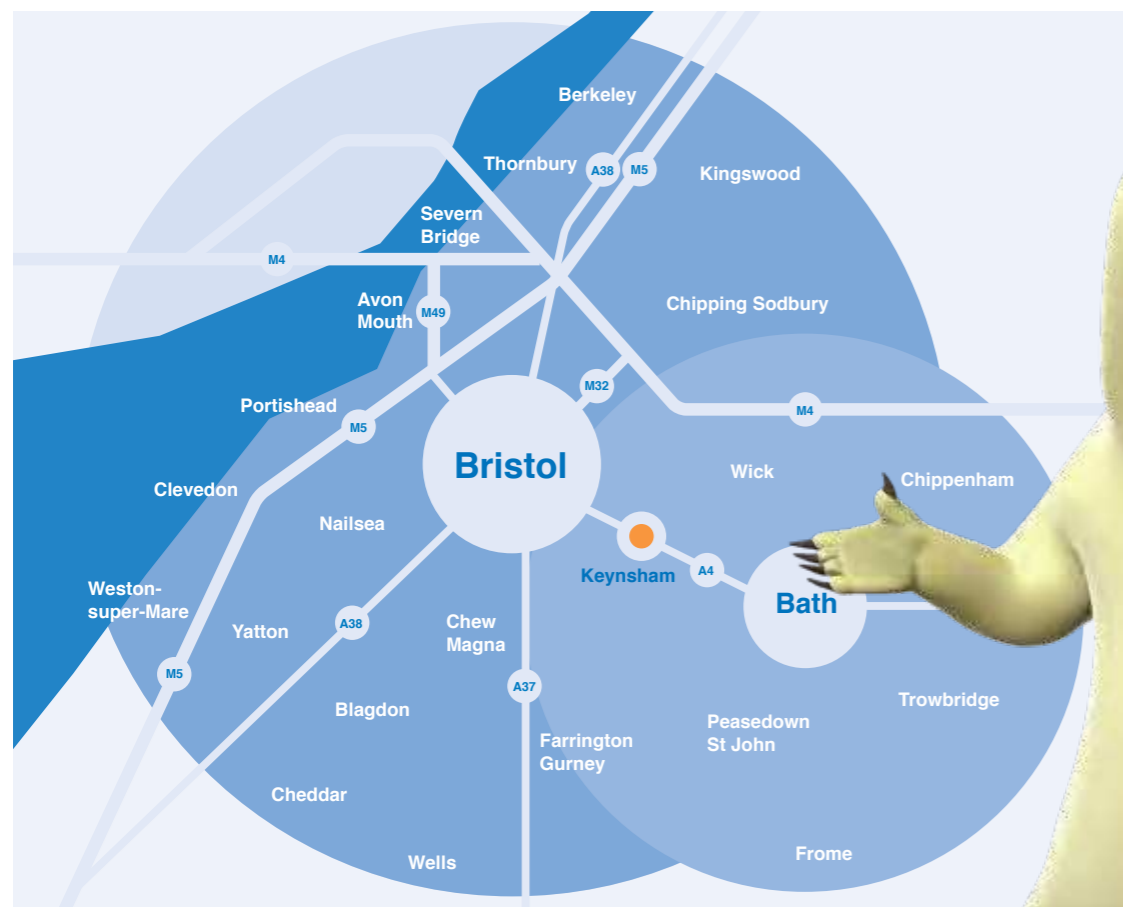 Berkeley
Thornbury
A38
M5
Kingswood
Severn
Bridge
M4
Avon
Mouth
M49
Chipping Sodbury
M32
Portishead
M5
M4
Bristol
Wick
Chippenham
Clevedon
Nailsea
Keynsham
A4
Weston-
super-Mare
Bath
Yatton
A38
Chew
Magna
M5
A37
Blagdon
Trowbridge
Peasedown
St John
Farrington
Gurney
Cheddar
Wells
Frome